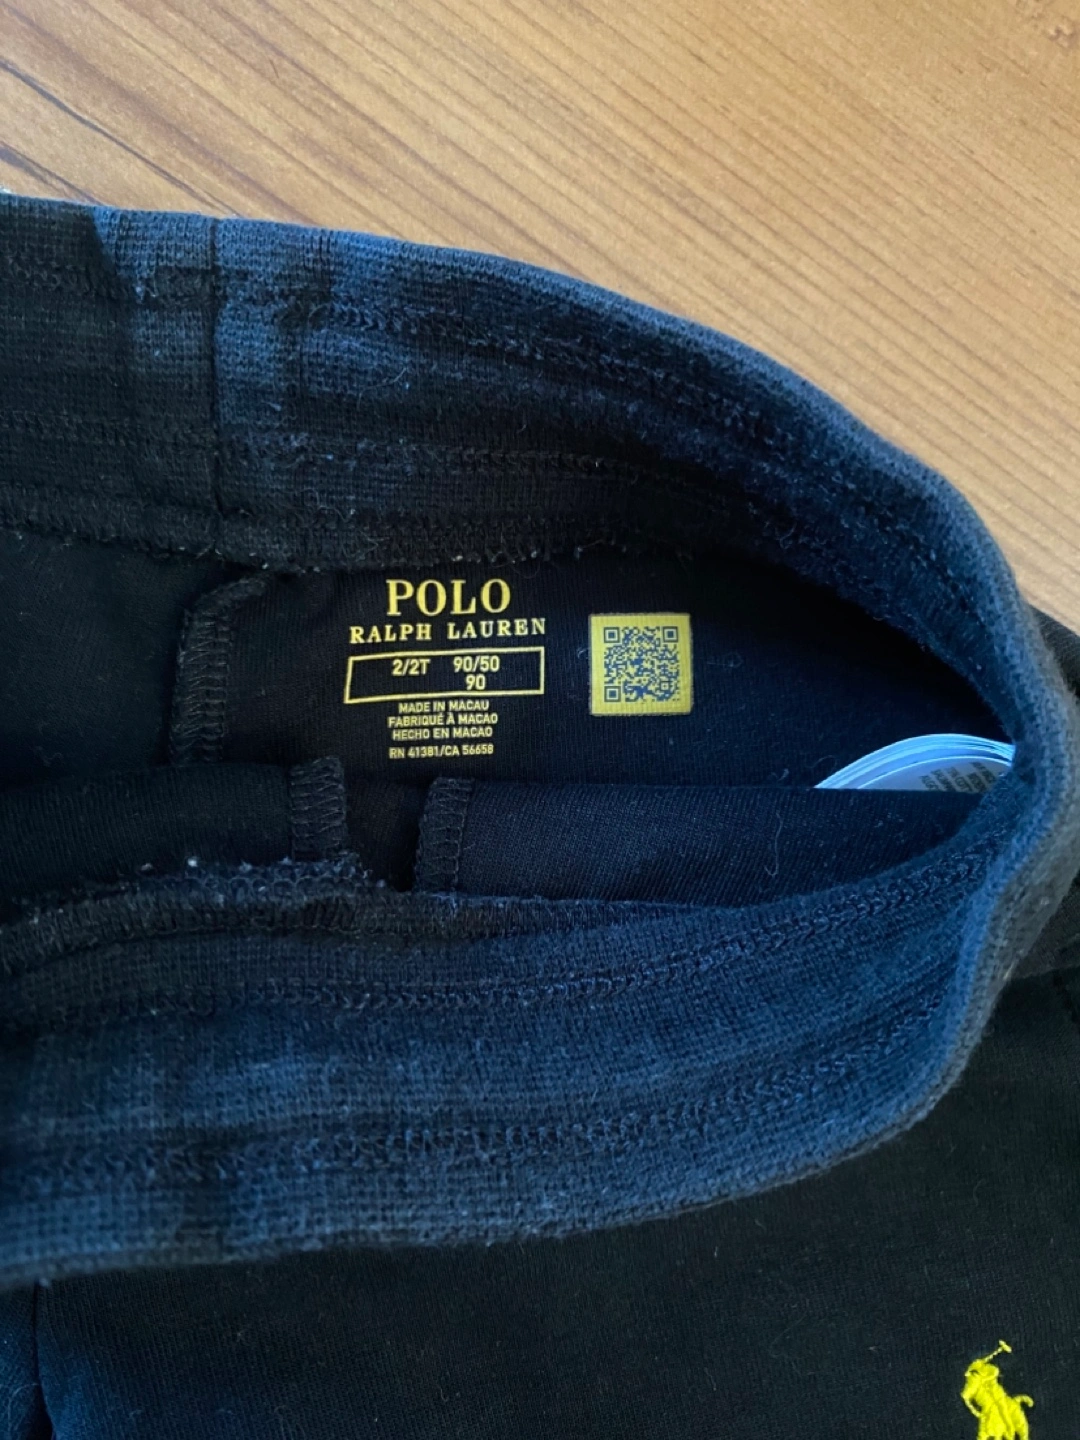 POLO
RALPH LAUREN
2/2T 90/50
90
MADE IN MACAU
FABRIQUÉ À MACAO
HECHO EN MACAO
RN 41381/CA 56658